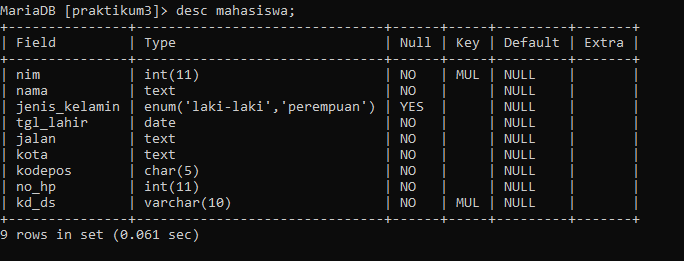 MariaDB [praktikum3]> desc mahasiswa;
+---------------+-------------------------------+------+-----+---------+-------+
| Field         | Type                          | Null | Key | Default | Extra |
+---------------+-------------------------------+------+-----+---------+-------+
| nim           | int(11)                       | NO   | MUL | NULL    |       |
| nama          | text                          | NO   |     | NULL    |       |
| jenis_kelamin | enum('laki-laki','perempuan') | YES  |     | NULL    |       |
| tgl_lahir     | date                          | NO   |     | NULL    |       |
| jalan         | text                          | NO   |     | NULL    |       |
| kota          | text                          | NO   |     | NULL    |       |
| kodepos       | char(5)                       | NO   |     | NULL    |       |
| no_hp         | int(11)                       | NO   |     | NULL    |       |
| kd_ds         | varchar(10)                   | NO   | MUL | NULL    |       |
+---------------+-------------------------------+------+-----+---------+-------+
9 rows in set (0.061 sec)